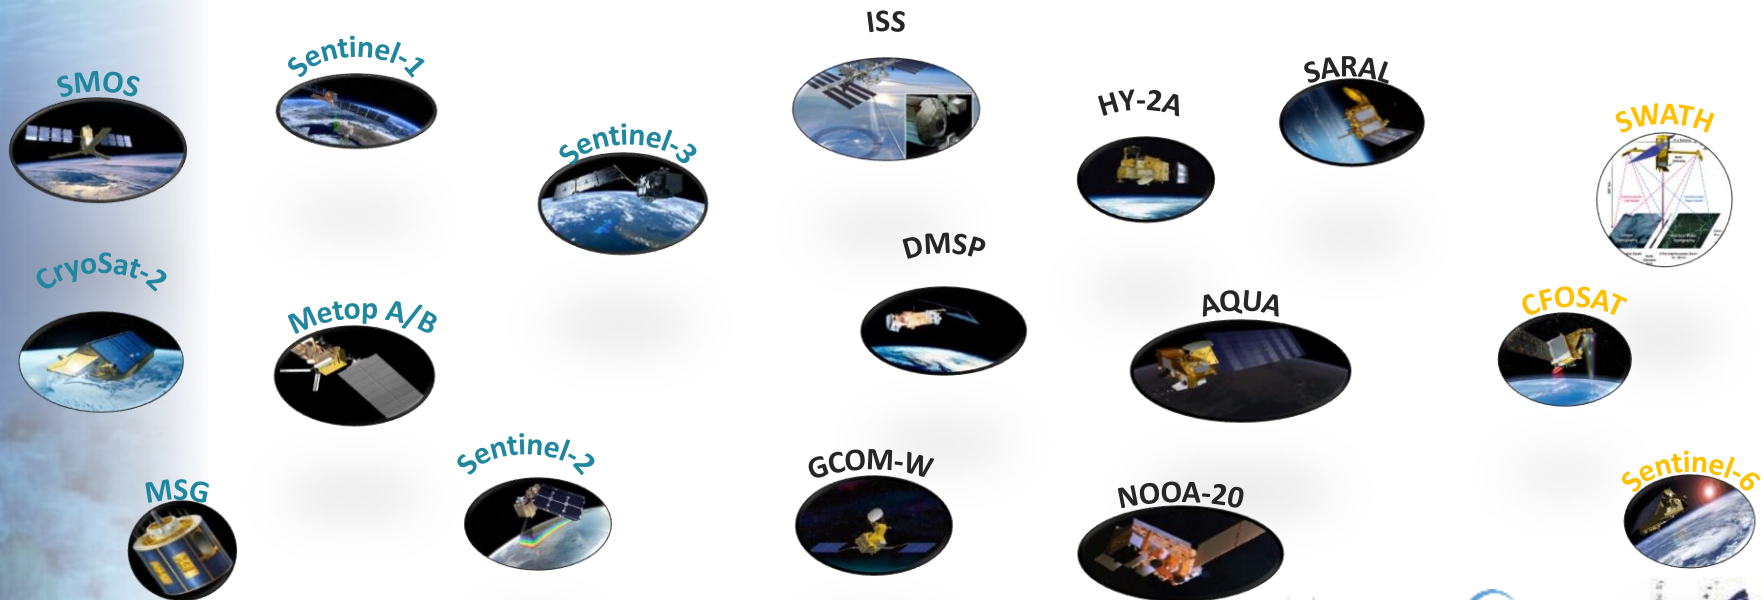 ISS
Sentinel-1
SMOS
SARAL
HY-2A
SWATH
Sentinel-3
DMSP
CryoSat-2
AQUA
CFOSAT
Metop A/B
Sentinel-2
GCOM-W
Sentinel-6
MSG
NOOA-20